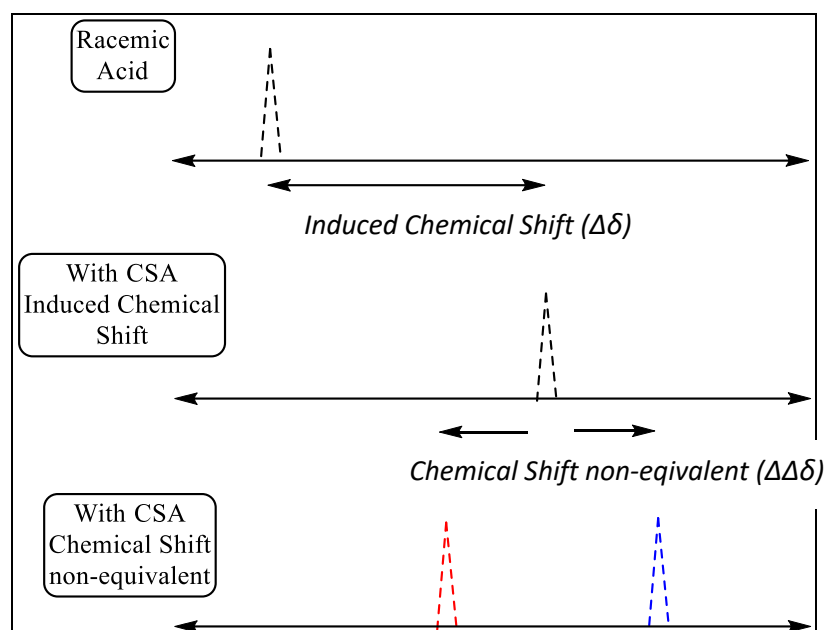 Racemic
Acid
Induced Chemical Shift (Δδ)
With CSA
Induced Chemical
Shift
Chemical Shift non-eqivalent (ΔΔδ)
With CSA
Chemical Shift
non-equivalent